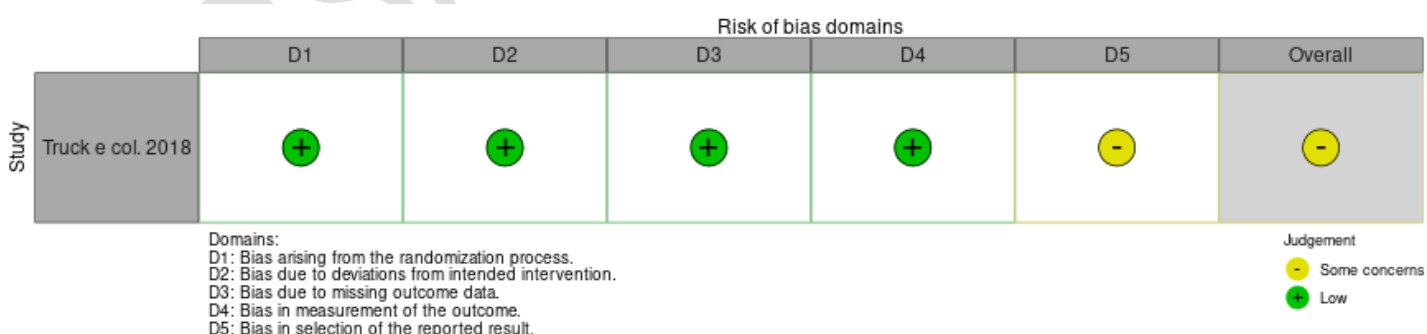 Risk of bias domains
D1 D2 D3 D4 D5 Overall
Study
Truck e col. 2018 + + + + - -
Domains:
D1: Bias arising from the randomization process.
D2: Bias due to deviations from intended intervention.
D3: Bias due to missing outcome data.
D4: Bias in measurement of the outcome.
D5: Bias in selection of the reported result.
Judgement
- Some concerns
+ Low